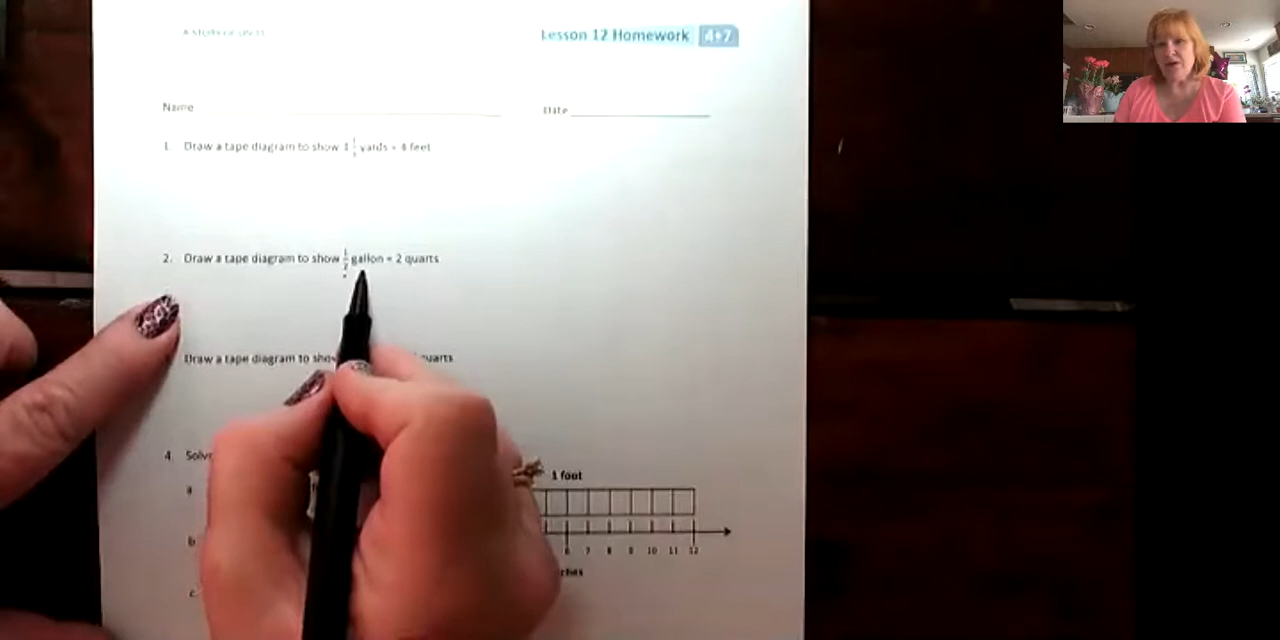 A STORY OF UNITS
Lesson 12 Homework 4•7
Name
Date
1. Draw a tape diagram to show 1 1/3 yards = 4 feet
2. Draw a tape diagram to show 1/2 gallon = 2 quarts
Draw a tape diagram to show quarts
4. Solve
a
1 foot
b
6 7 8 9 10 11 12
c.